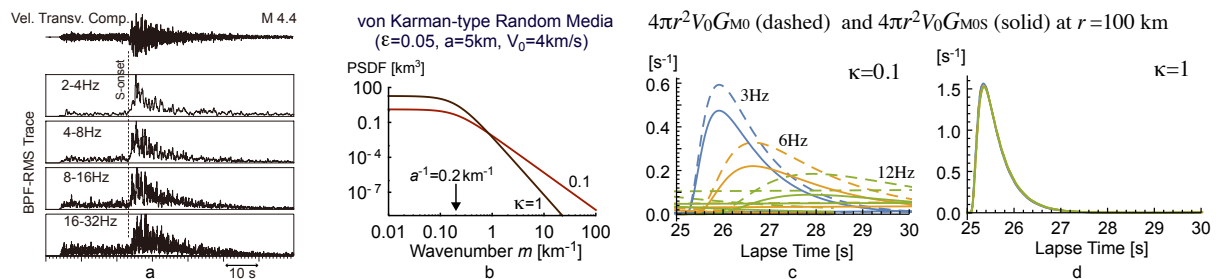 Vel. Transv. Comp.
M 4.4
S-onset
BPF-RMS Trace
2-4Hz
4-8Hz
8-16Hz
16-32Hz
10 s
a
von Karman-type Random Media
(ε=0.05, a=5km, V₀=4km/s)
PSDF [km³]
100
0.1
10⁻⁴
10⁻⁷
a⁻¹=0.2km⁻¹
κ=1
0.1
0.01 0.1 1 10 100
Wavenumber m [km⁻¹]
b
4πr²V₀G_M0 (dashed) and 4πr²V₀G_M0S (solid) at r=100 km
[s⁻¹]
κ=0.1
0.6
0.4
0.2
0.0
3Hz
6Hz
12Hz
25 26 27 28 29 30
Lapse Time [s]
c
[s⁻¹]
κ=1
1.5
1.0
0.5
0.0
25 26 27 28 29 30
Lapse Time [s]
d